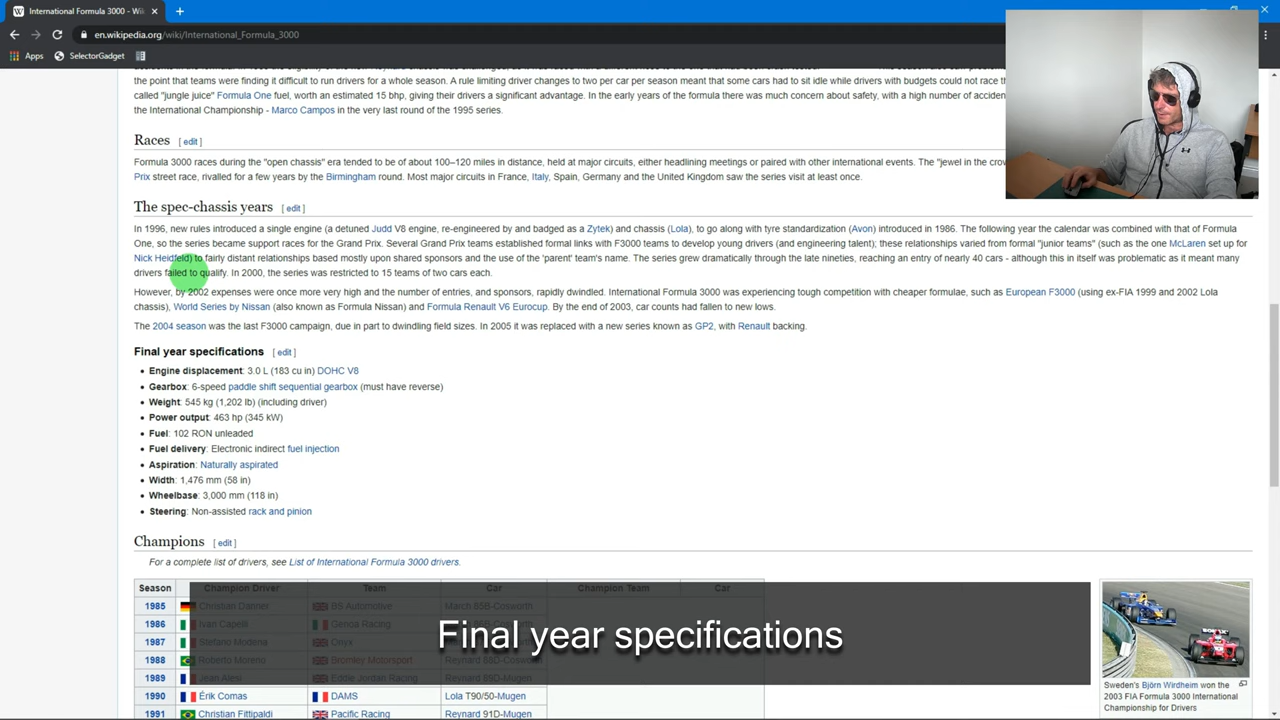 International Formula 3000 - Wi
en.wikipedia.org/wiki/International_Formula_3000
Apps SelectorGadget
the point that teams were finding it difficult to run drivers for a whole season. A rule limiting driver changes to two per car per season meant that some cars had to sit idle while drivers with budgets could not race th
called "jungle juice" Formula One fuel, worth an estimated 15 bhp, giving their drivers a significant advantage. In the early years of the formula there was much concern about safety, with a high number of acciden
the International Championship - Marco Campos in the very last round of the 1995 series.
Races [ edit ]
Formula 3000 races during the "open chassis" era tended to be of about 100–120 miles in distance, held at major circuits, either headlining meetings or paired with other international events. The "jewel in the crow
Prix street race, rivalled for a few years by the Birmingham round. Most major circuits in France, Italy, Spain, Germany and the United Kingdom saw the series visit at least once.
The spec-chassis years [ edit ]
In 1996, new rules introduced a single engine (a detuned Judd V8 engine, re-engineered by and badged as a Zytek) and chassis (Lola), to go along with tyre standardization (Avon) introduced in 1986. The following year the calendar was combined with that of Formula
One, so the series became support races for the Grand Prix. Several Grand Prix teams established formal links with F3000 teams to develop young drivers (and engineering talent); these relationships varied from formal "junior teams" (such as the one McLaren set up for
Nick Heidfeld) to fairly distant relationships based mostly upon shared sponsors and the use of the 'parent' team's name. The series grew dramatically through the late nineties, reaching an entry of nearly 40 cars - although this in itself was problematic as it meant many
drivers failed to qualify. In 2000, the series was restricted to 15 teams of two cars each.
However, by 2002 expenses were once more very high and the number of entries, and sponsors, rapidly dwindled. International Formula 3000 was experiencing tough competition with cheaper formulae, such as European F3000 (using ex-FIA 1999 and 2002 Lola
chassis), World Series by Nissan (also known as Formula Nissan) and Formula Renault V6 Eurocup. By the end of 2003, car counts had fallen to new lows.
The 2004 season was the last F3000 campaign, due in part to dwindling field sizes. In 2005 it was replaced with a new series known as GP2, with Renault backing.
Final year specifications [ edit ]
• Engine displacement: 3.0 L (183 cu in) DOHC V8
• Gearbox: 6-speed paddle shift sequential gearbox (must have reverse)
• Weight: 545 kg (1,202 lb) (including driver)
• Power output: 463 hp (345 kW)
• Fuel: 102 RON unleaded
• Fuel delivery: Electronic indirect fuel injection
• Aspiration: Naturally aspirated
• Width: 1,476 mm (58 in)
• Wheelbase: 3,000 mm (118 in)
• Steering: Non-assisted rack and pinion
Champions [ edit ]
For a complete list of drivers, see List of International Formula 3000 drivers.
Season Champion Driver Team Car Champion Team Car
1985 Christian Danner BS Automotive March 85B-Cosworth
1986 Ivan Capelli Genoa Racing 86B-Cosworth
1987 Stefano Modena Onyx
1988 Roberto Moreno Bromley Motorsport Reynard 88D-Cosworth
1989 Jean Alesi Eddie Jordan Racing Reynard 89D-Mugen
1990 Érik Comas DAMS Lola T90/50-Mugen
1991 Christian Fittipaldi Pacific Racing Reynard 91D-Mugen
Final year specifications
Sweden's Björn Wirdheim won the
2003 FIA Formula 3000 International
Championship for Drivers